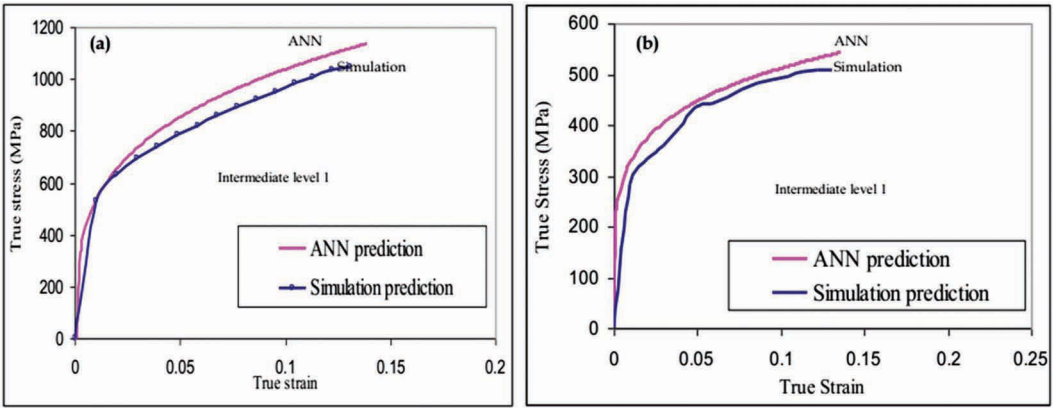 (a)
True stress (MPa)
1200
1000
800
600
400
200
0
ANN
Simulation
Intermediate level 1
ANN prediction
Simulation prediction
0 0.05 0.1 0.15 0.2
True strain
(b)
True Stress (MPa)
600
500
400
300
200
100
0
ANN
Simulation
Intermediate level 1
ANN prediction
Simulation prediction
0 0.05 0.1 0.15 0.2 0.25
True Strain